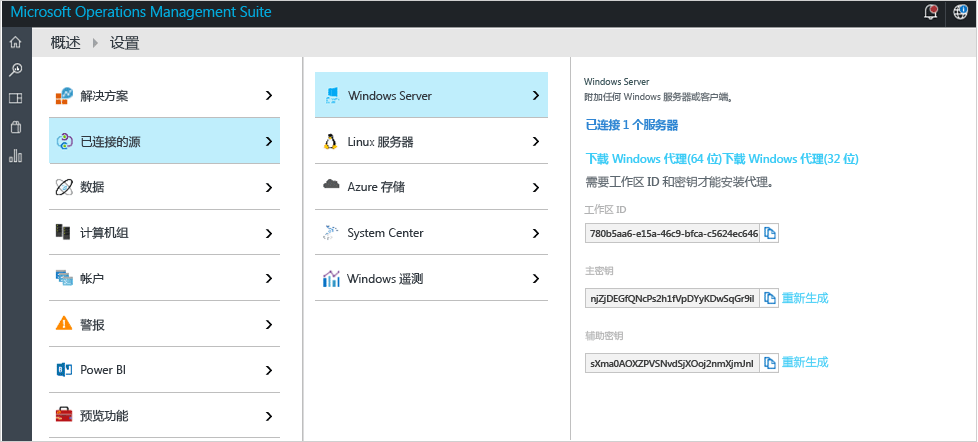 Microsoft Operations Management Suite
概述 设置
解决方案
已连接的源
数据
计算机组
帐户
警报
Power BI
预览功能
Windows Server
Linux 服务器
Azure 存储
System Center
Windows 遥测
Windows Server
附加任何 Windows 服务器或客户端。
已连接 1 个服务器
下载 Windows 代理(64 位)下载 Windows 代理(32 位)
需要工作区 ID 和密钥才能安装代理。
工作区 ID
780b5aa6-e15a-46c9-bfca-c5624ec646
主密钥
njZjDEGfQNcPs2h1fVpDYyKDwSqGr9il 重新生成
辅助密钥
sXma0AOXZPVSNvdSjXOoj2nmXjmJnl 重新生成